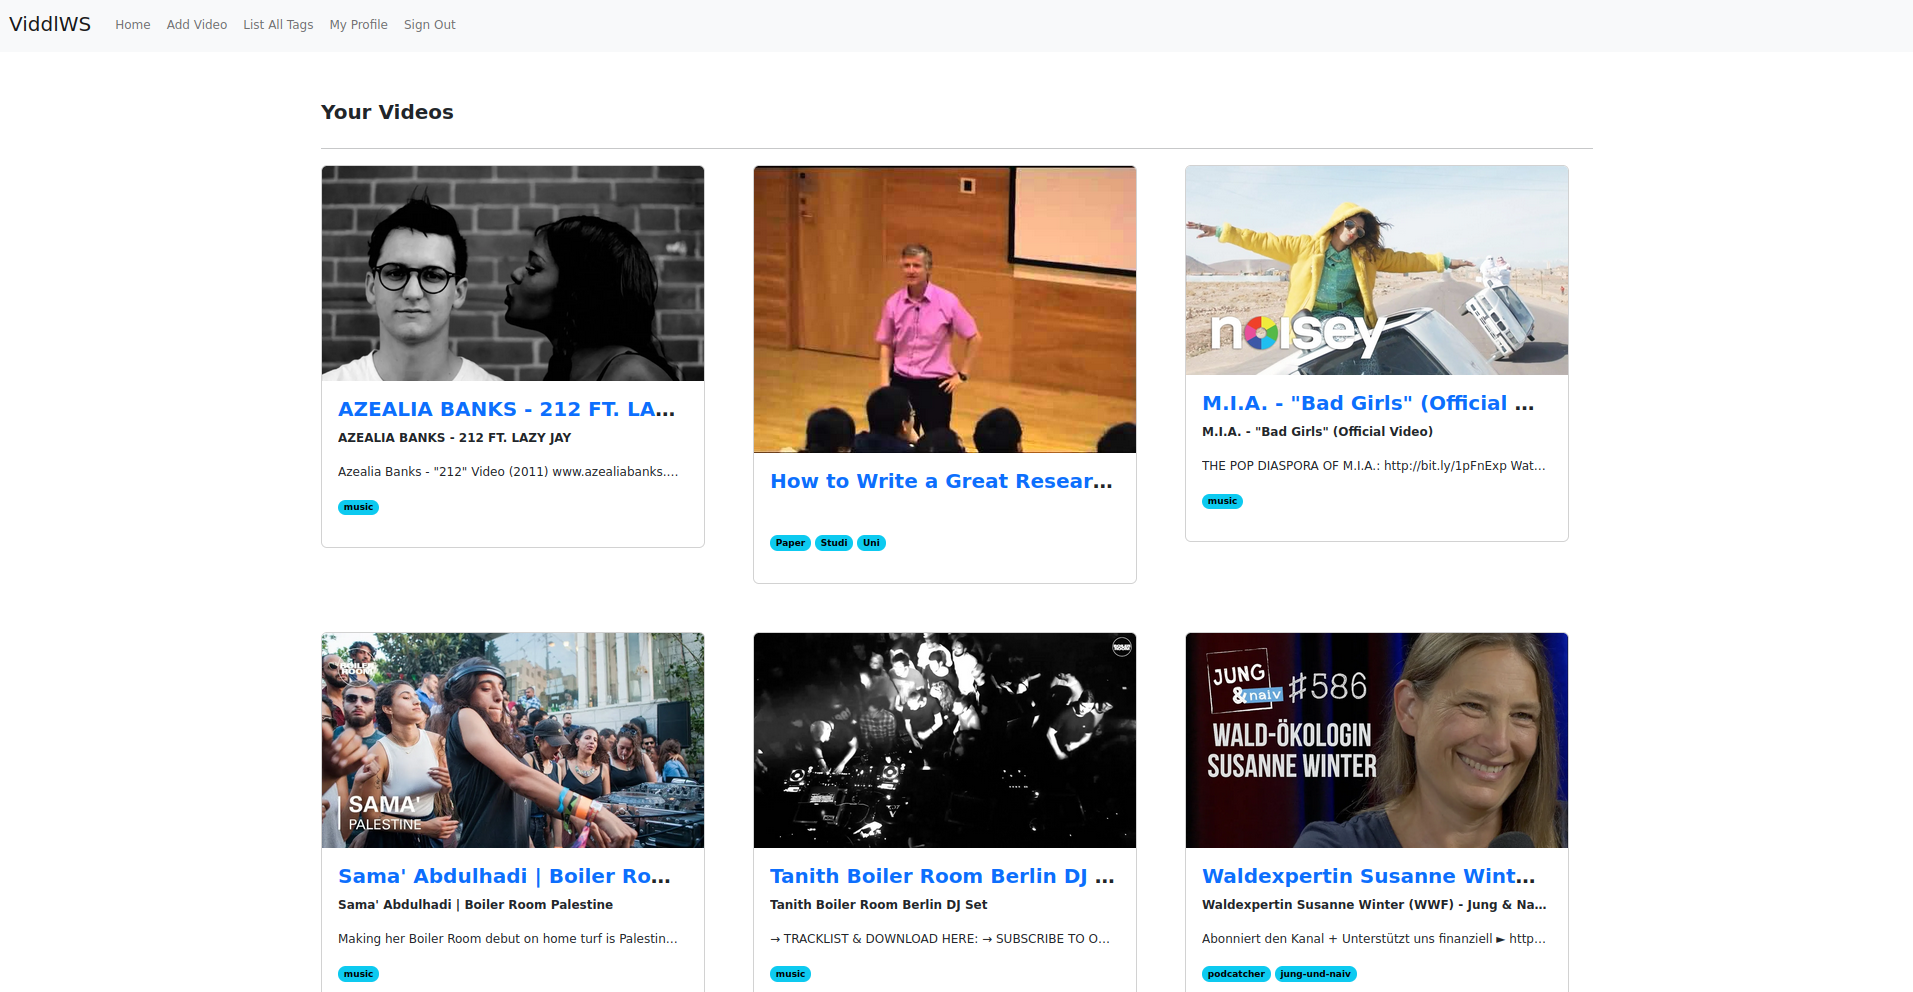 ViddlWS Home Add Video List All Tags My Profile Sign Out
Your Videos
AZEALIA BANKS - 212 FT. LA...
AZEALIA BANKS - 212 FT. LAZY JAY
Azealia Banks - "212" Video (2011) www.azealiabanks....
music
How to Write a Great Resear...
Paper Studi Uni
noisey
M.I.A. - "Bad Girls" (Official ...
M.I.A. - "Bad Girls" (Official Video)
THE POP DIASPORA OF M.I.A.: http://bit.ly/1pFnExp Wat...
music
BOILER
ROOM
SAMA'
PALESTINE
Sama' Abdulhadi | Boiler Ro...
Sama' Abdulhadi | Boiler Room Palestine
Making her Boiler Room debut on home turf is Palestin...
music
BOILER
ROOM
Tanith Boiler Room Berlin DJ ...
Tanith Boiler Room Berlin DJ Set
→ TRACKLIST & DOWNLOAD HERE: → SUBSCRIBE TO O...
music
JUNG
& naiv #586
WALD-ÖKOLOGIN
SUSANNE WINTER
Waldexpertin Susanne Wint...
Waldexpertin Susanne Winter (WWF) - Jung & Na...
Abonniert den Kanal + Unterstützt uns finanziell ► http...
podcatcher jung-und-naiv